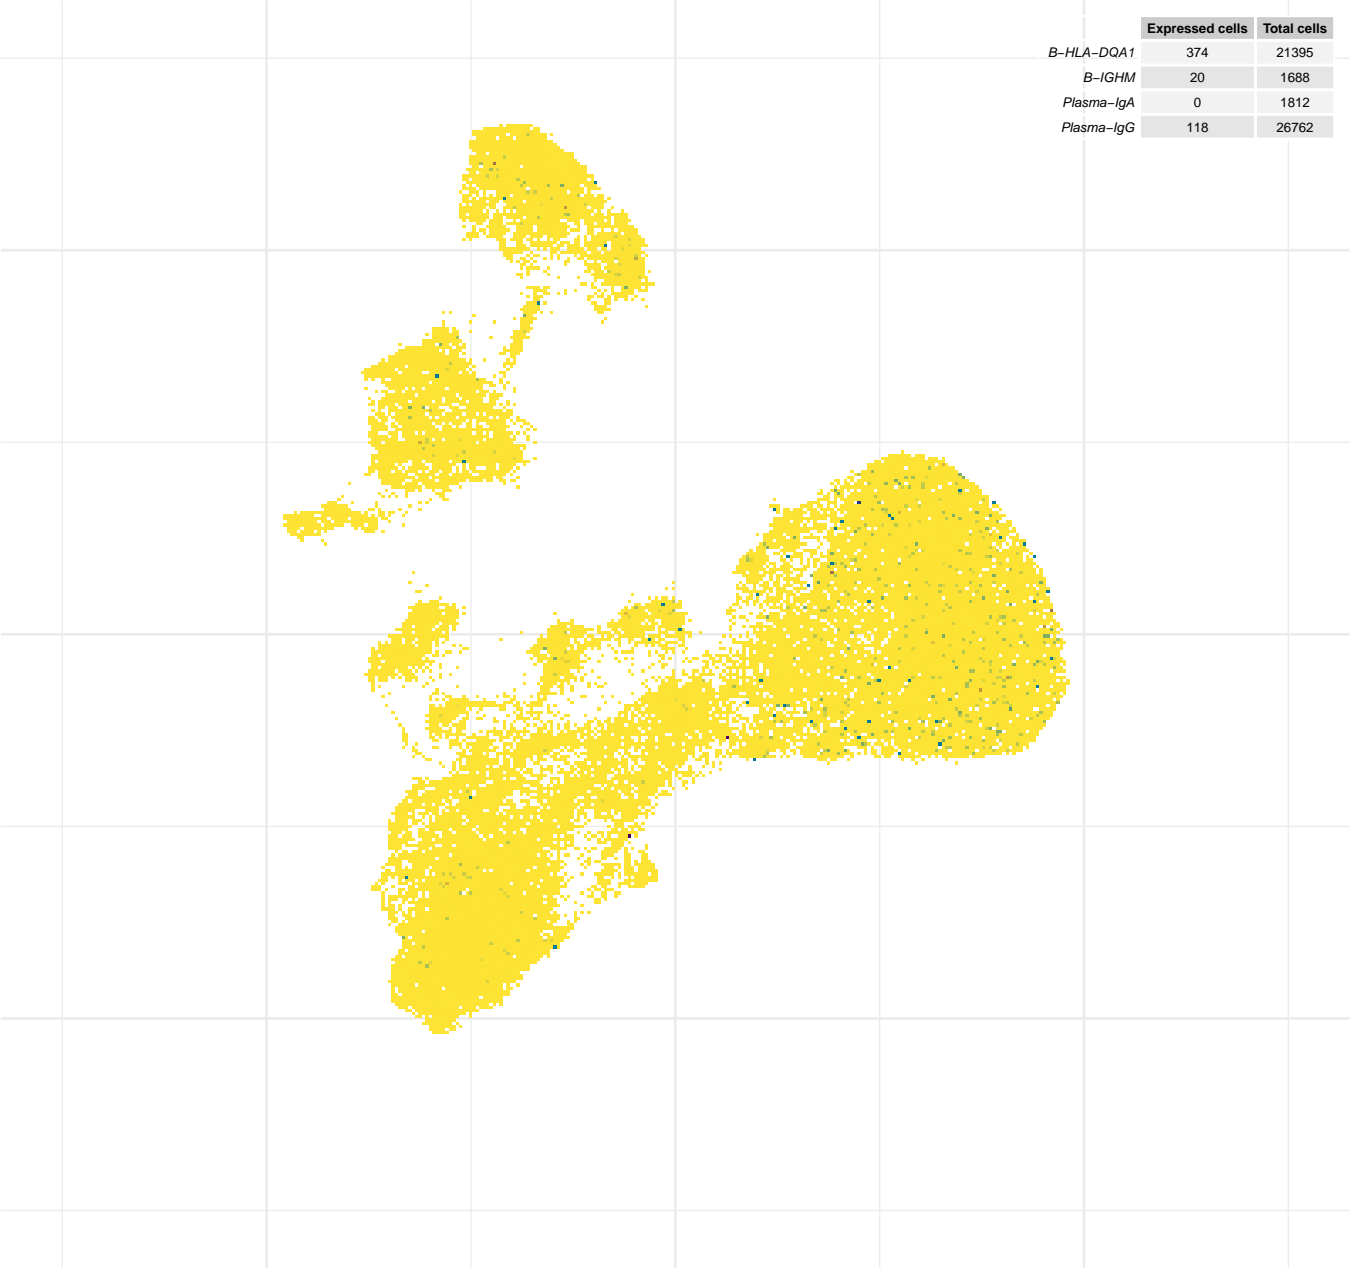 Expressed cells Total cells
B−HLA−DQA1 374 21395
B−IGHM 20 1688
Plasma−IgA 0 1812
Plasma−IgG 118 26762